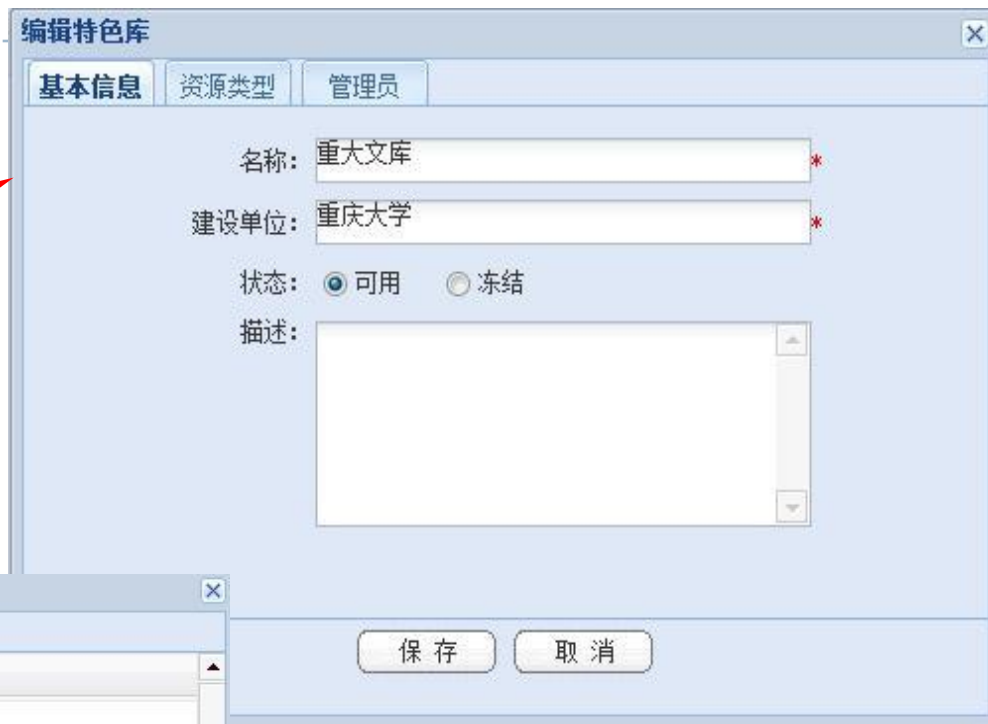 编辑特色库
基本信息 资源类型 管理员
名称: 重大文库 *
建设单位: 重庆大学 *
状态: 可用 冻结
描述:
保存 取消